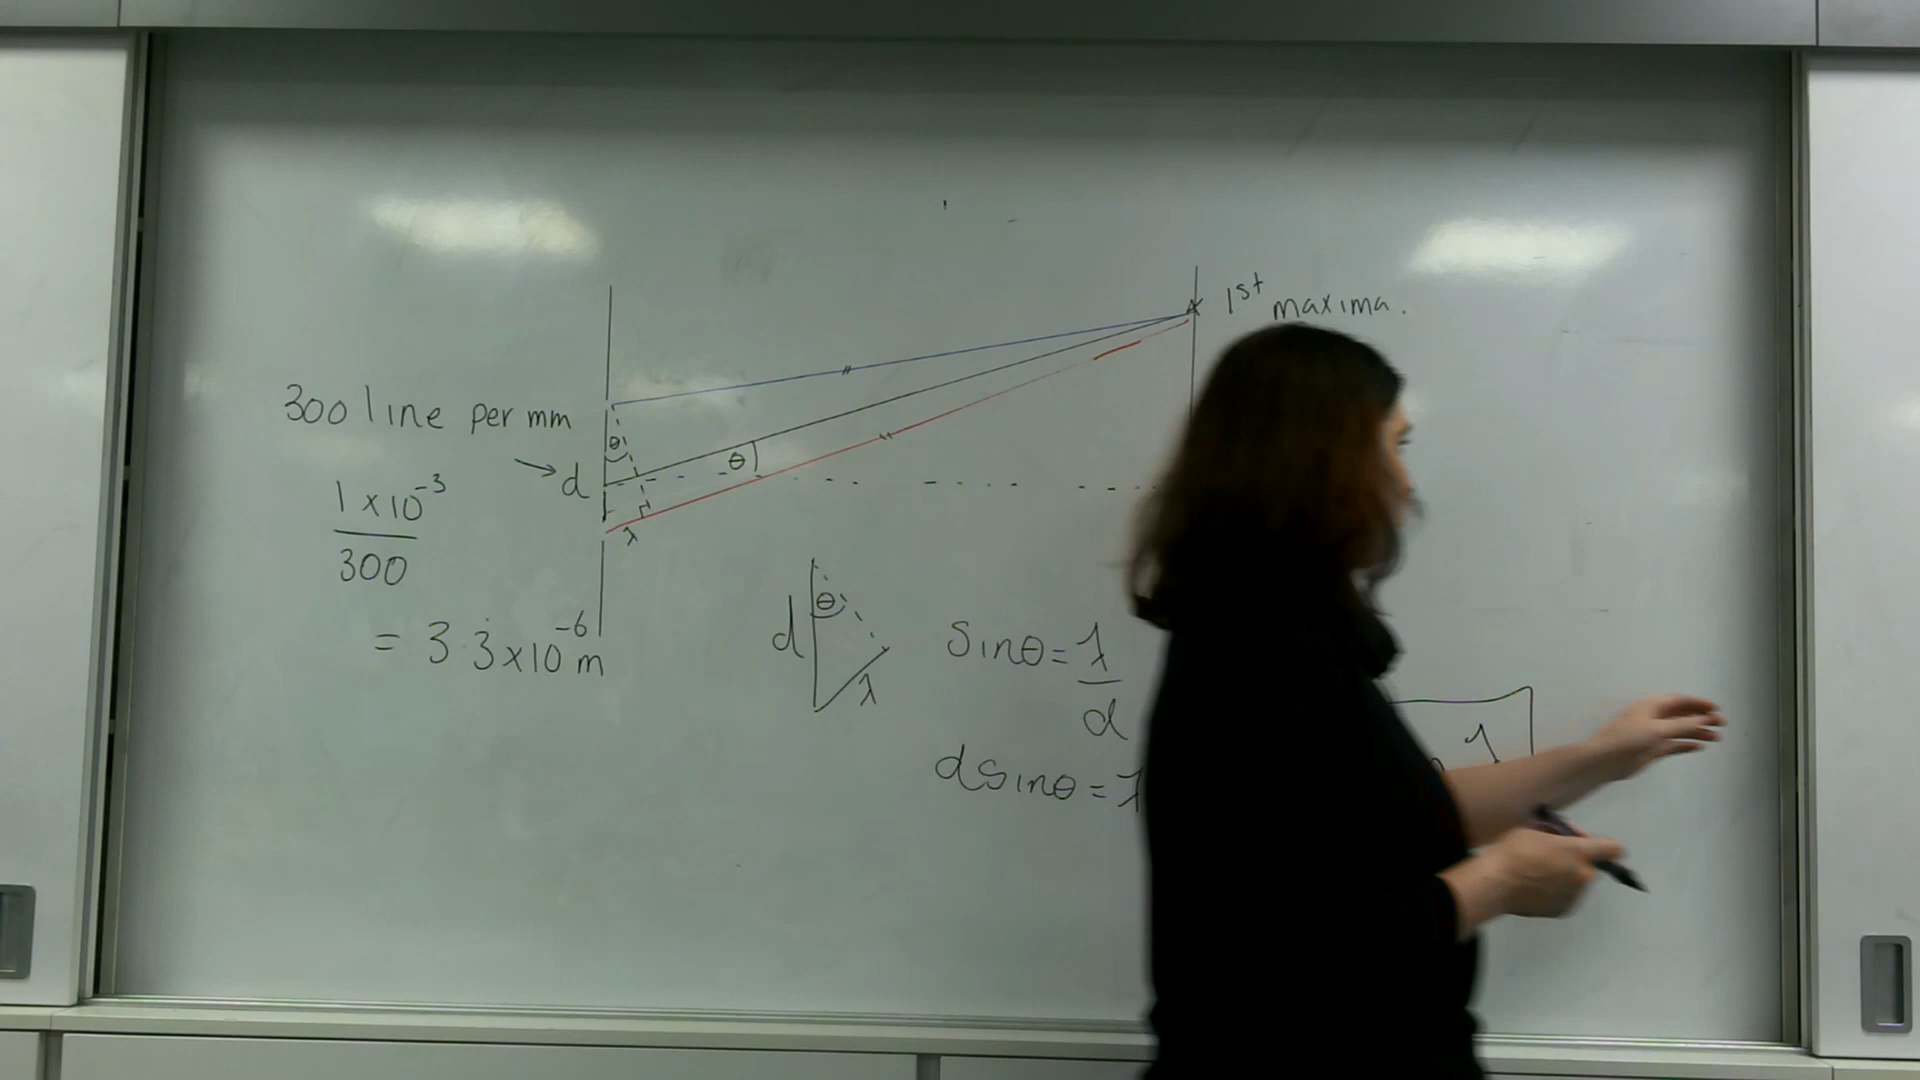 1st maxima.
300 line per mm
θ
θ
d
1 x 10^-3
300
λ
= 3.3̇ x 10^-6 m
d
θ
λ
Sinθ = λ
d
dsinθ = λ
λ